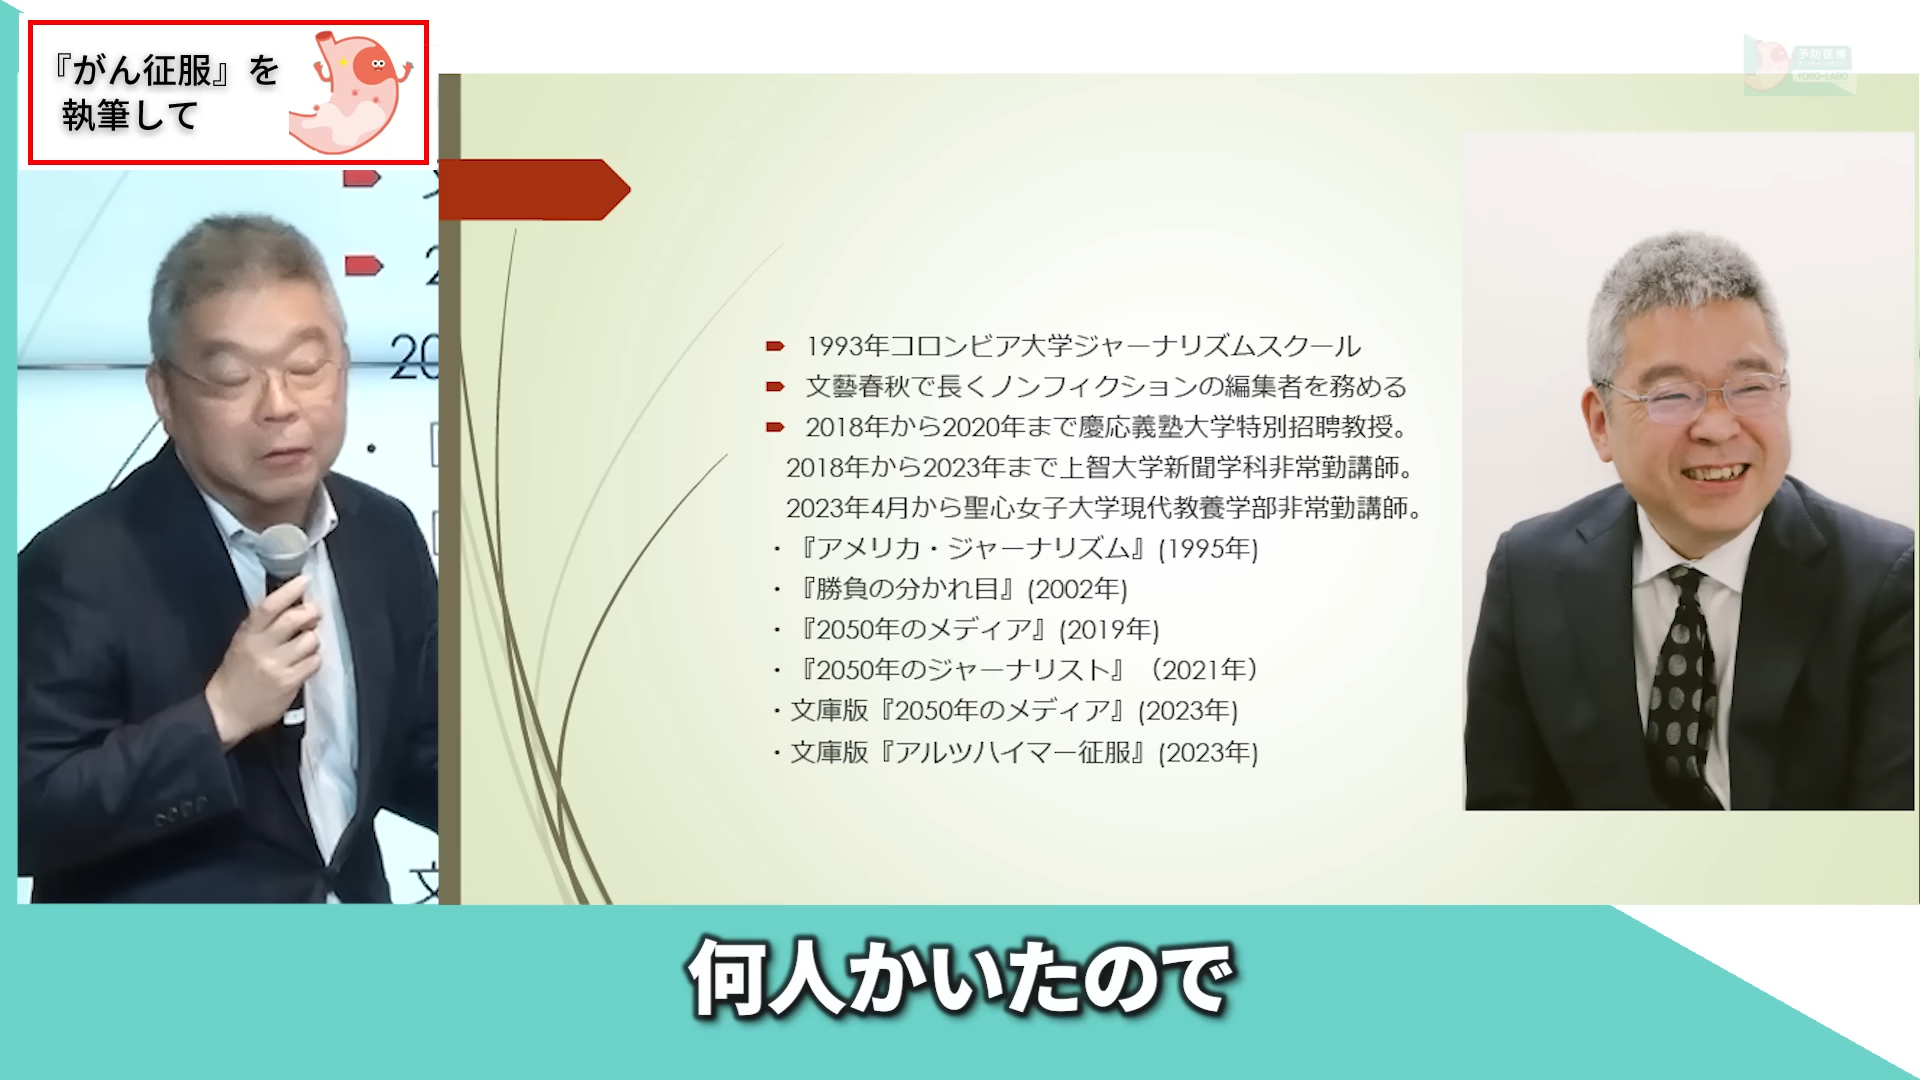 『がん征服』を
執筆して
予防医療
YOBO-LABO
2
20
文
1993年コロンビア大学ジャーナリズムスクール
文藝春秋で長くノンフィクションの編集者を務める
2018年から2020年まで慶応義塾大学特別招聘教授。
2018年から2023年まで上智大学新聞学科非常勤講師。
2023年4月から聖心女子大学現代教養学部非常勤講師。
・『アメリカ・ジャーナリズム』(1995年)
・『勝負の分かれ目』(2002年)
・『2050年のメディア』(2019年)
・『2050年のジャーナリスト』（2021年）
・文庫版『2050年のメディア』(2023年)
・文庫版『アルツハイマー征服』(2023年)
何人かいたので